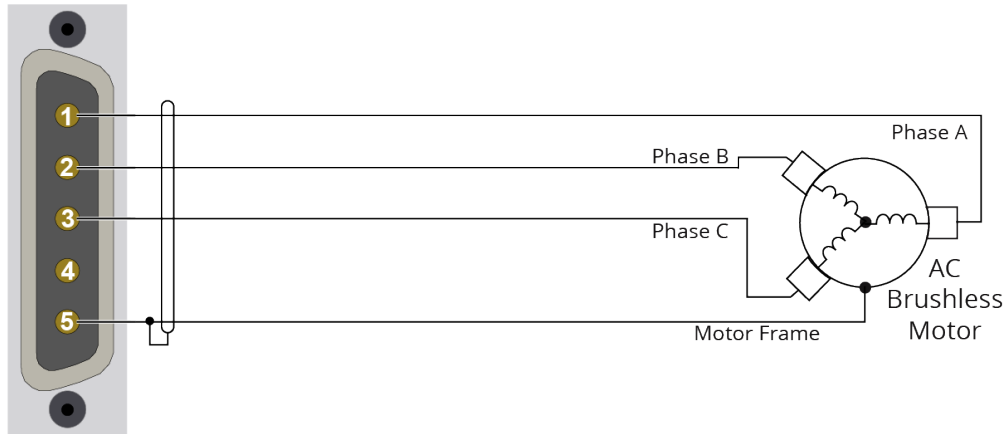 1
Phase A
2
Phase B
3
Phase C
4
AC
Brushless
Motor
5
Motor Frame